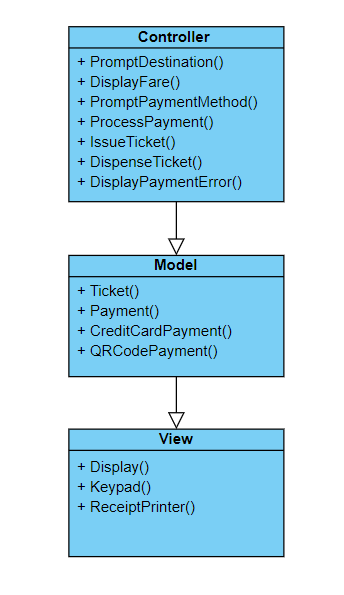 Controller
+ PromptDestination()
+ DisplayFare()
+ PromptPaymentMethod()
+ ProcessPayment()
+ IssueTicket()
+ DispenseTicket()
+ DisplayPaymentError()
Model
+ Ticket()
+ Payment()
+ CreditCardPayment()
+ QRCodePayment()
View
+ Display()
+ Keypad()
+ ReceiptPrinter()